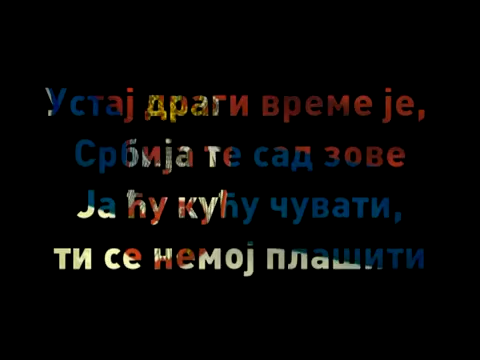 Устај драги време је,
Србија те сад зове
Ја ћу кућу чувати,
ти се немој плашити